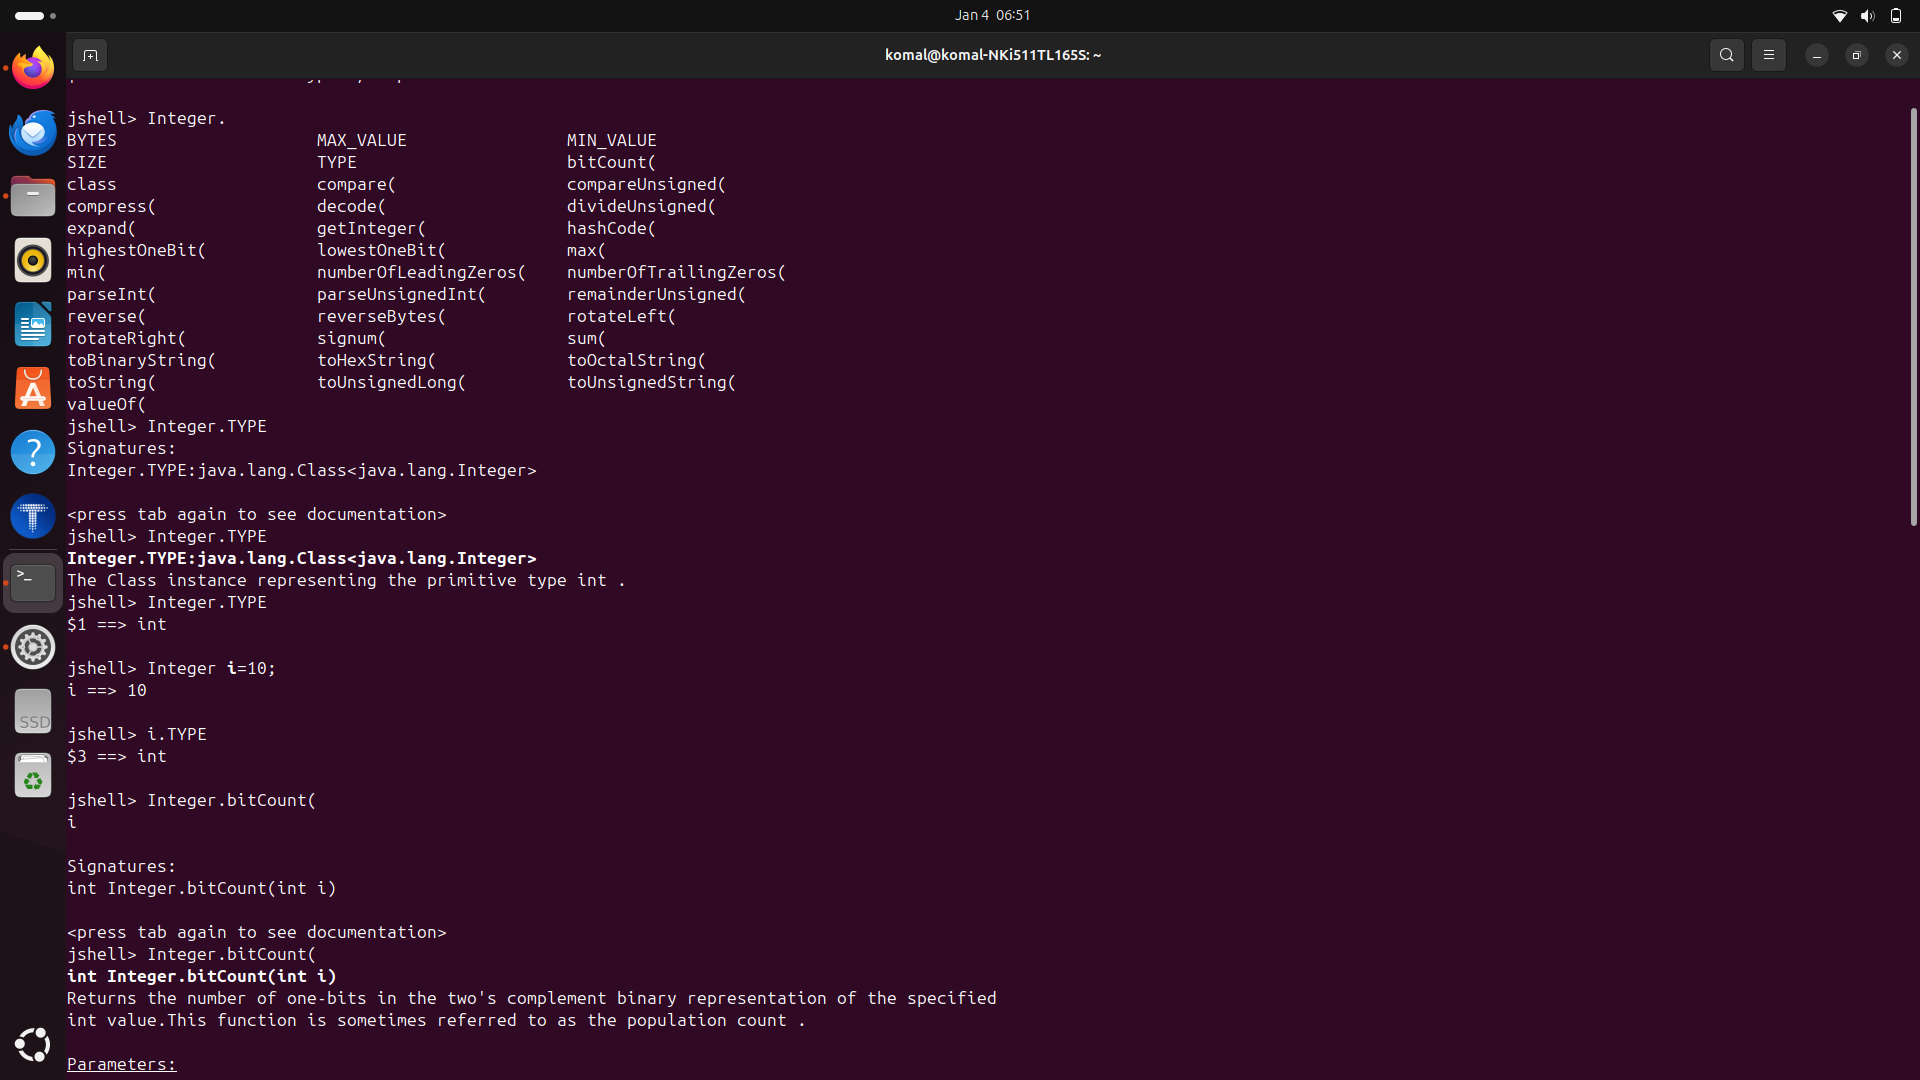 Jan 4 06:51
komal@komal-NKi511TL165S: ~
jshell> Integer.
BYTES MAX_VALUE MIN_VALUE
SIZE TYPE bitCount(
class compare( compareUnsigned(
compress( decode( divideUnsigned(
expand( getInteger( hashCode(
highestOneBit( lowestOneBit( max(
min( numberOfLeadingZeros( numberOfTrailingZeros(
parseInt( parseUnsignedInt( remainderUnsigned(
reverse( reverseBytes( rotateLeft(
rotateRight( signum( sum(
toBinaryString( toHexString( toOctalString(
toString( toUnsignedLong( toUnsignedString(
valueOf(
jshell> Integer.TYPE
Signatures:
Integer.TYPE:java.lang.Class<java.lang.Integer>
<press tab again to see documentation>
jshell> Integer.TYPE
Integer.TYPE:java.lang.Class<java.lang.Integer>
The Class instance representing the primitive type int .
jshell> Integer.TYPE
$1 ==> int
jshell> Integer i=10;
i ==> 10
jshell> i.TYPE
$3 ==> int
jshell> Integer.bitCount(
i
Signatures:
int Integer.bitCount(int i)
<press tab again to see documentation>
jshell> Integer.bitCount(
int Integer.bitCount(int i)
Returns the number of one-bits in the two's complement binary representation of the specified
int value.This function is sometimes referred to as the population count .
Parameters:
SSD